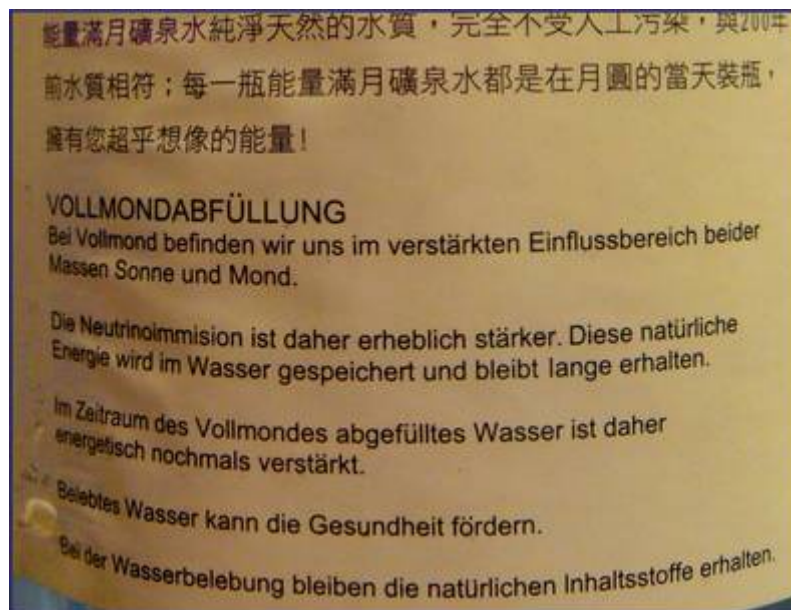 能量滿月礦泉水純淨天然的水質，完全不受人工污染，與200年
前水質相符；每一瓶能量滿月礦泉水都是在月圓的當天裝瓶，
擁有您超乎想像的能量！
VOLLMONDABFÜLLUNG
Bei Vollmond befinden wir uns im verstärkten Einflussbereich beider
Massen Sonne und Mond.
Die Neutrinoimmision ist daher erheblich stärker. Diese natürliche
Energie wird im Wasser gespeichert und bleibt lange erhalten.
Im Zeitraum des Vollmondes abgefülltes Wasser ist daher
energetisch nochmals verstärkt.
Belebtes Wasser kann die Gesundheit fördern.
Bei der Wasserbelebung bleiben die natürlichen Inhaltsstoffe erhalten.